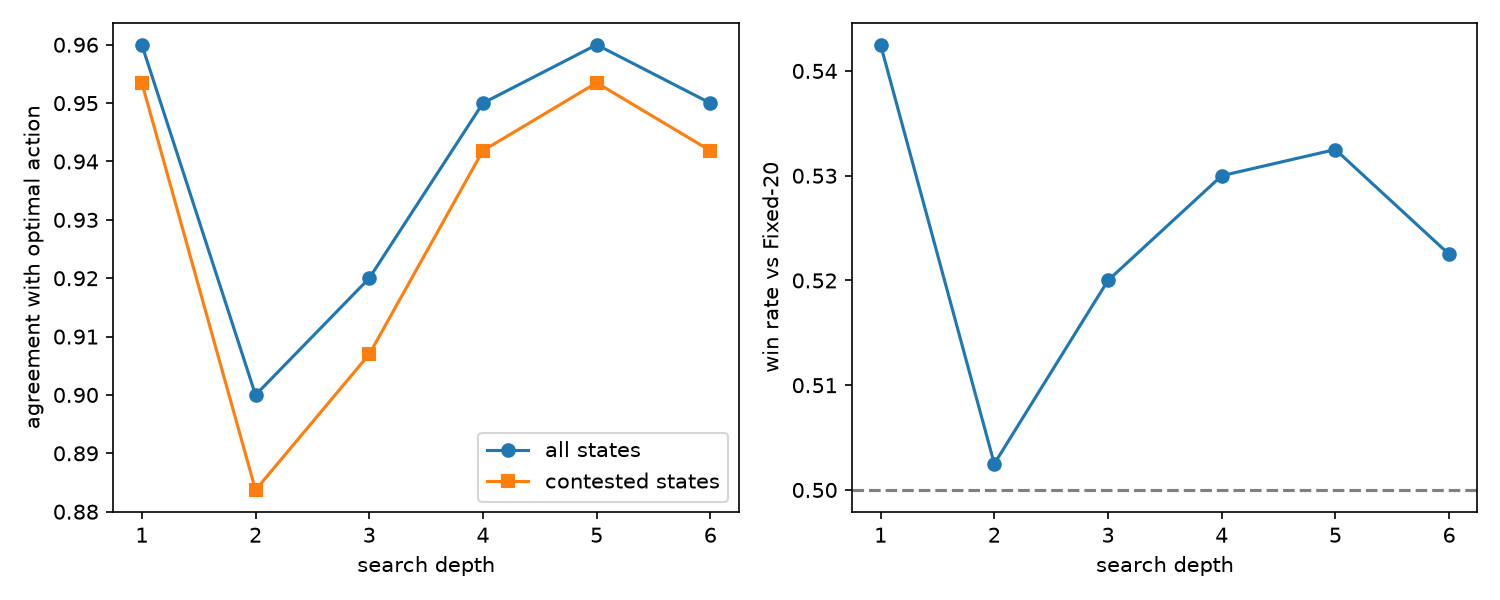 agreement with optimal action
0.96
0.95
0.94
0.93
0.92
0.91
0.90
0.89
0.88
1 2 3 4 5 6
search depth
all states
contested states
win rate vs Fixed-20
0.54
0.53
0.52
0.51
0.50
1 2 3 4 5 6
search depth